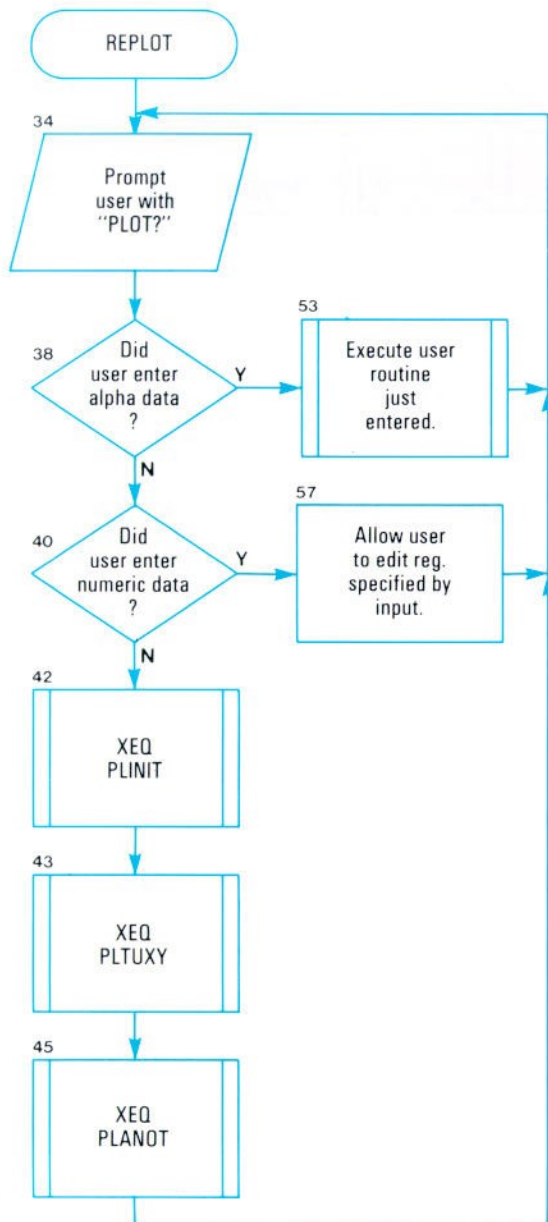 REPLOT
34
Prompt
user with
"PLOT?"
38
Did
user enter
alpha data
?
Y
53
Execute user
routine
just
entered.
N
40
Did
user enter
numeric data
?
Y
57
Allow user
to edit reg.
specified by
input.
N
42
XEQ
PLINIT
43
XEQ
PLTUXY
45
XEQ
PLANOT